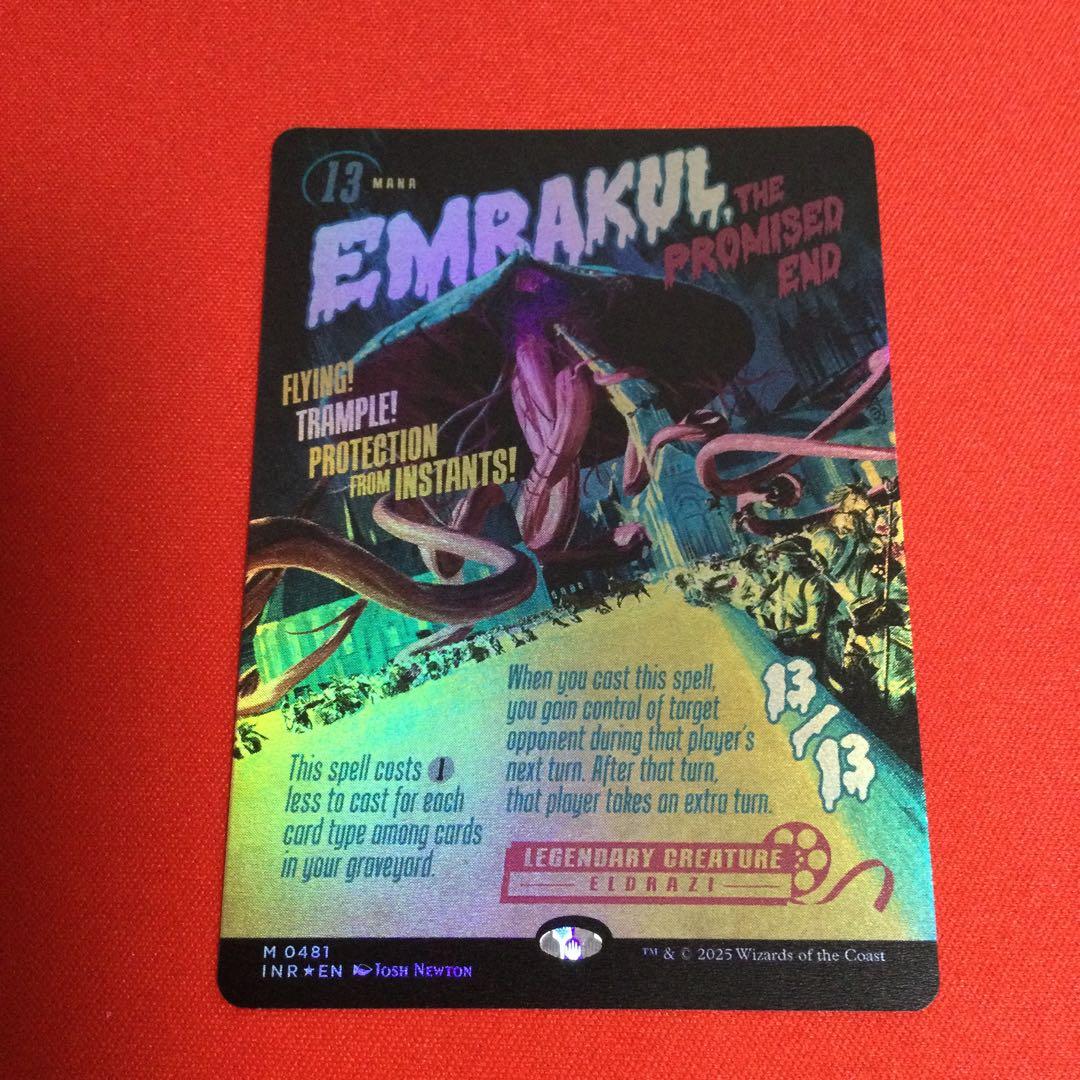 13 MANA
EMRAKUL, THE
PROMISED
END
FLYING!
TRAMPLE!
PROTECTION
FROM INSTANTS!
This spell costs 1
less to cast for each
card type among cards
in your graveyard.
When you cast this spell,
you gain control of target
opponent during that player's
next turn. After that turn,
that player takes an extra turn.
13/13
LEGENDARY CREATURE
ELDRAZI
M 0481
INR★EN JOSH NEWTON
™ & © 2025 Wizards of the Coast